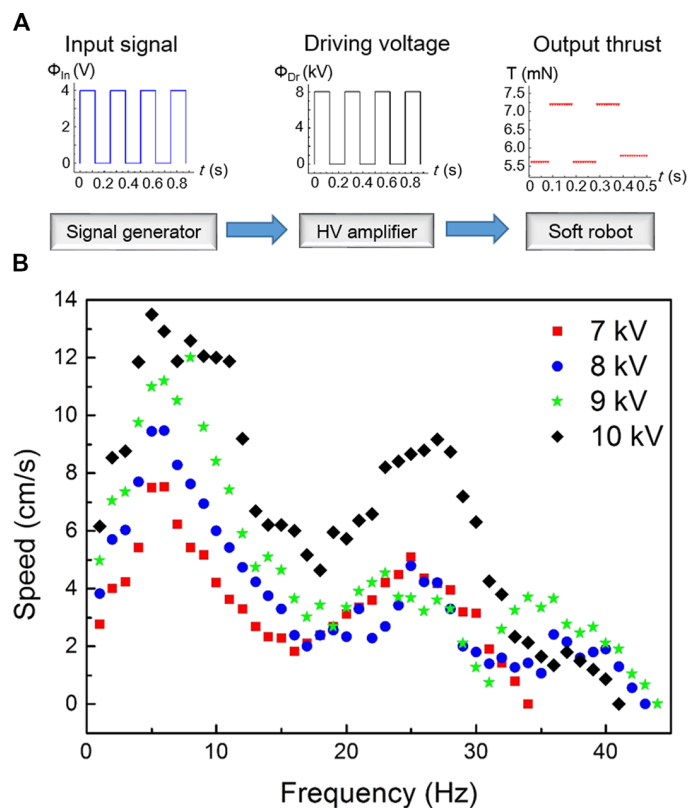 A
Input signal
Driving voltage
Output thrust
ΦIn (V)
4
2
0
0 0.2 0.4 0.6 0.8
t (s)
ΦDr (kV)
8
4
0
0 0.2 0.4 0.6 0.8
t (s)
T (mN)
7.5
7.0
6.5
6.0
5.5
0 0.1 0.2 0.3 0.4 0.5
t (s)
Signal generator
HV amplifier
Soft robot
B
14
12
10
8
6
4
2
0
Speed (cm/s)
7 kV
8 kV
9 kV
10 kV
0 10 20 30 40
Frequency (Hz)